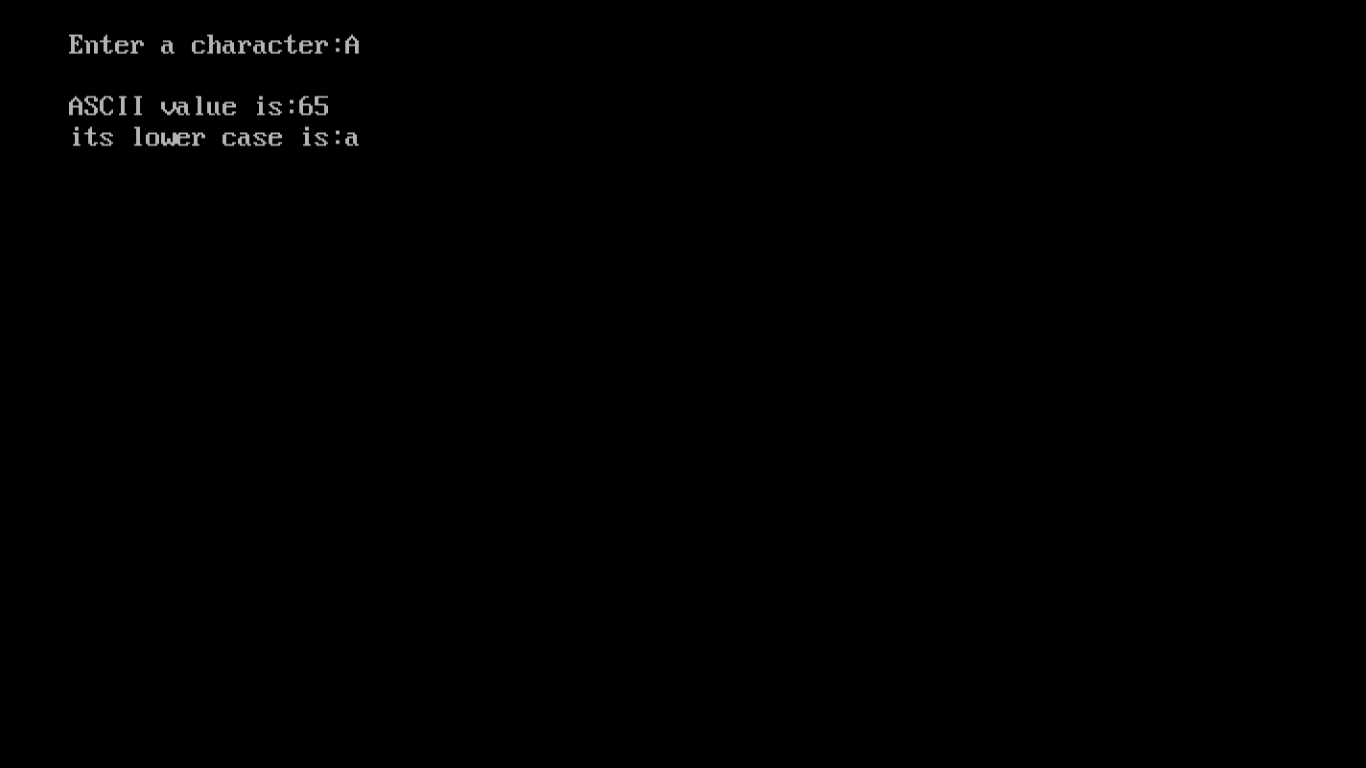 Enter a character:A
ASCII value is:65
its lower case is:a